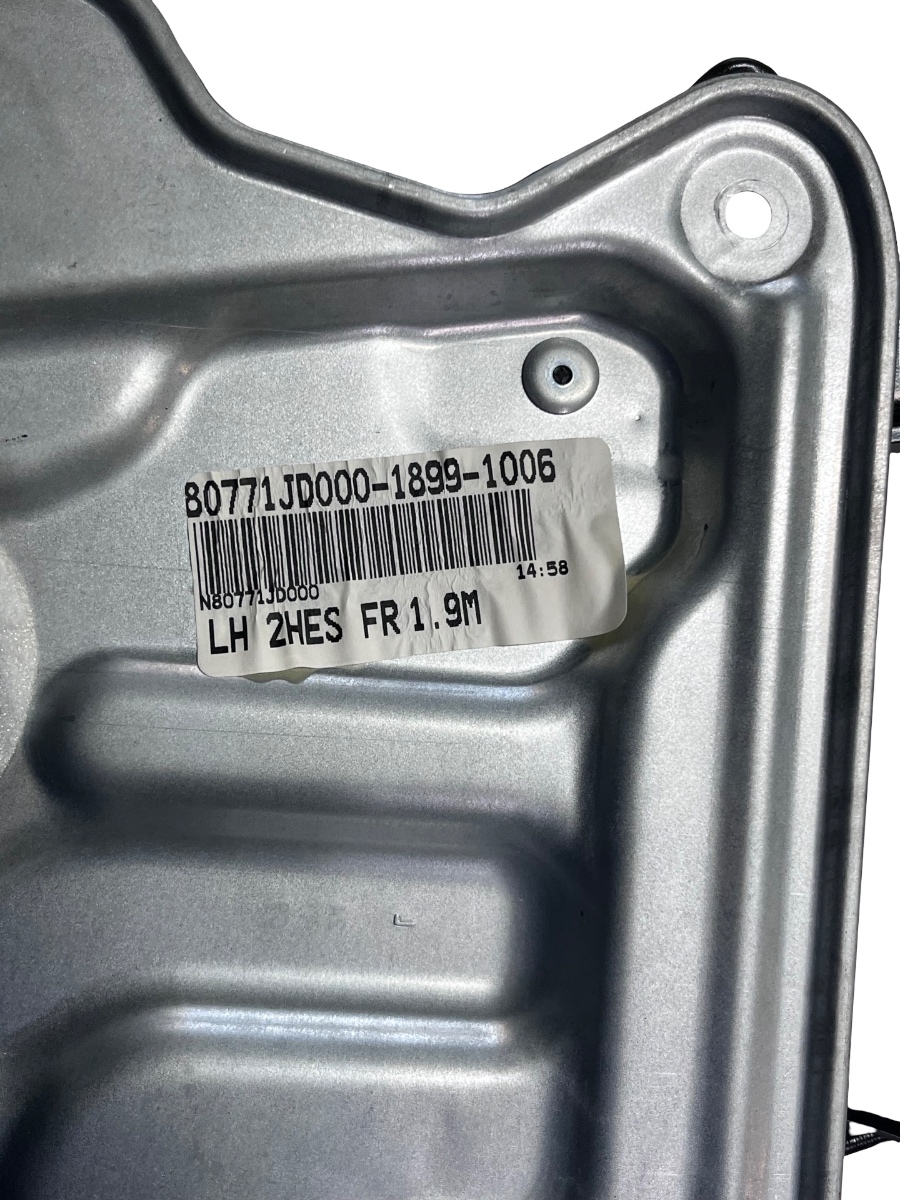 80771JD000-1899-1006
14:58
N80771JD000
LH 2HES FR 1.9M